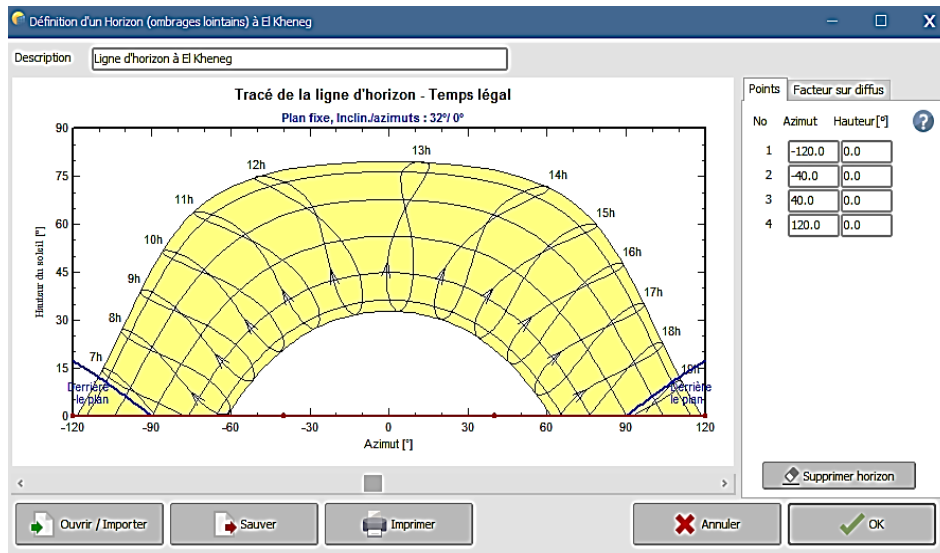 Définition d'un Horizon (ombrages lointains) à El Kheneg
Description Ligne d'horizon à El Kheneg
Tracé de la ligne d'horizon - Temps légal
Plan fixe, Inclin./azimuts : 32°/ 0°
90
75
60
45
30
15
0
Hauteur du soleil [°]
7h
8h
9h
10h
11h
12h
13h
14h
15h
16h
17h
18h
19h
Derrière
le plan
Derrière
le plan
-120 -90 -60 -30 0 30 60 90 120
Azimut [°]
Points Facteur sur diffus
No Azimut Hauteur[°] ?
1 -120.0 0.0
2 -40.0 0.0
3 40.0 0.0
4 120.0 0.0
Supprimer horizon
Ouvrir / Importer Sauver Imprimer Annuler OK